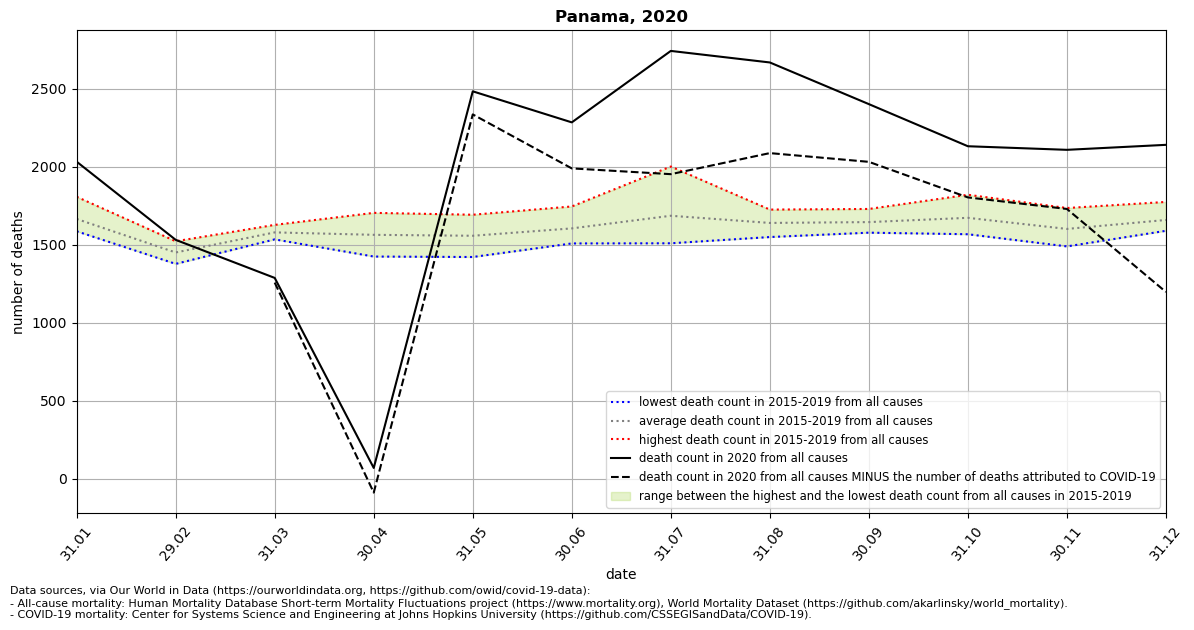 Panama, 2020
number of deaths
2500
2000
1500
1000
500
0
lowest death count in 2015-2019 from all causes
average death count in 2015-2019 from all causes
highest death count in 2015-2019 from all causes
death count in 2020 from all causes
death count in 2020 from all causes MINUS the number of deaths attributed to COVID-19
range between the highest and the lowest death count from all causes in 2015-2019
31.01
29.02
31.03
30.04
31.05
30.06
31.07
31.08
30.09
31.10
30.11
31.12
date
Data sources, via Our World in Data (https://ourworldindata.org, https://github.com/owid/covid-19-data):
- All-cause mortality: Human Mortality Database Short-term Mortality Fluctuations project (https://www.mortality.org), World Mortality Dataset (https://github.com/akarlinsky/world_mortality).
- COVID-19 mortality: Center for Systems Science and Engineering at Johns Hopkins University (https://github.com/CSSEGISandData/COVID-19).